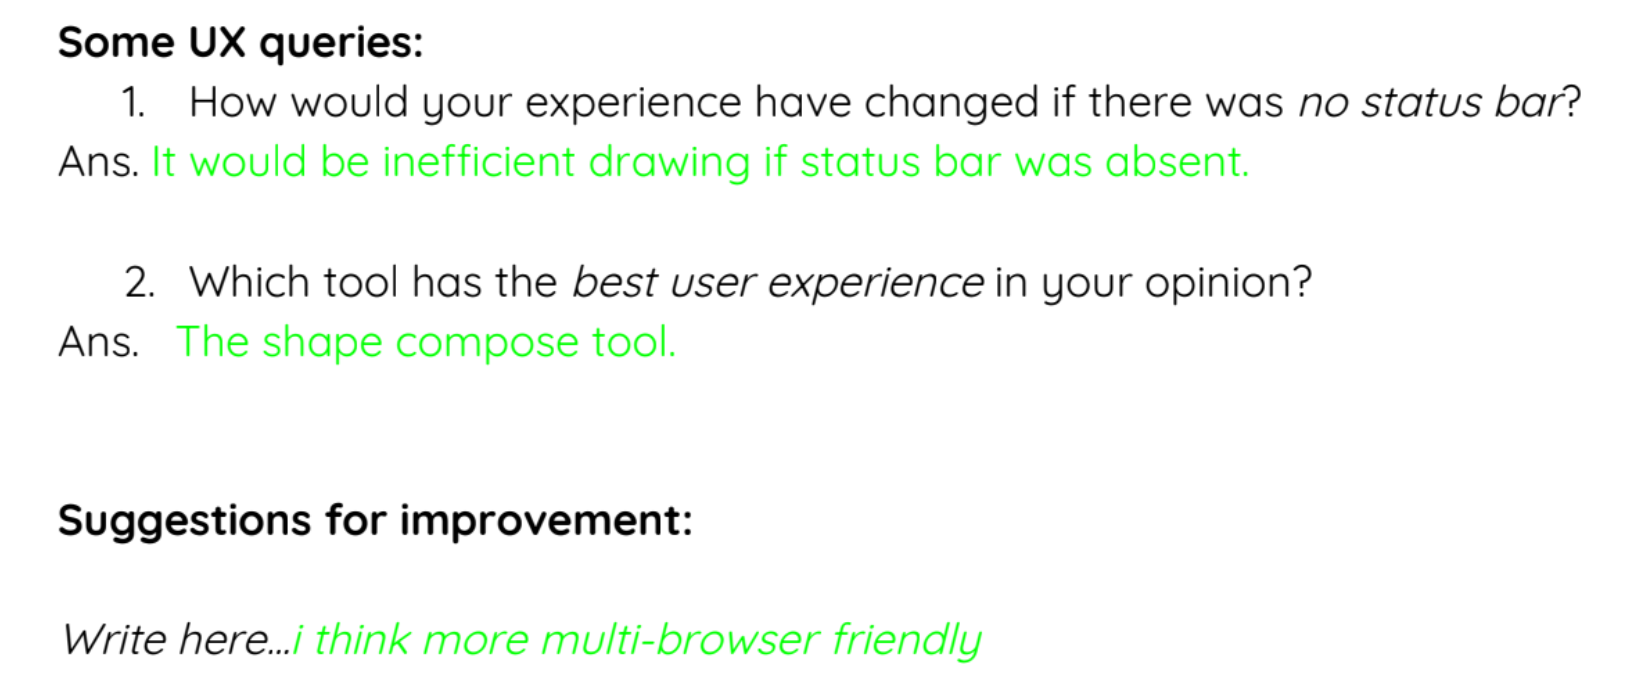 Some UX queries:
1. How would your experience have changed if there was no status bar?
Ans. It would be inefficient drawing if status bar was absent.
2. Which tool has the best user experience in your opinion?
Ans. The shape compose tool.
Suggestions for improvement:
Write here...i think more multi-browser friendly